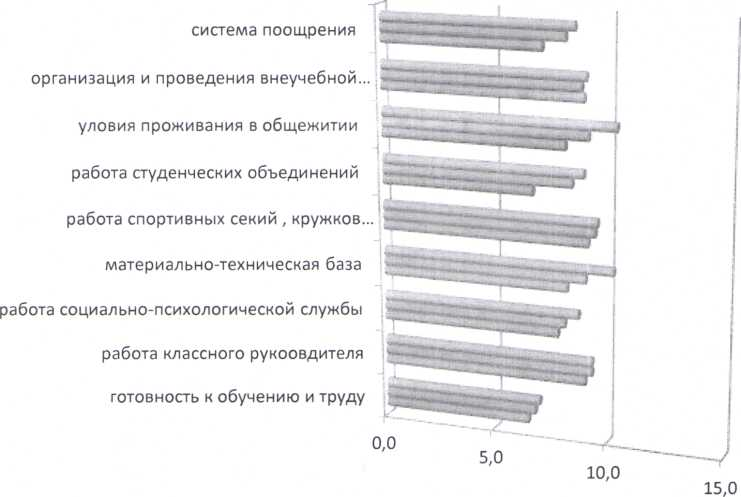 система поощрения
организация и проведения внеучебной...
уловия проживания в общежитии
работа студенческих объединений
работа спортивных секий , кружков...
материально-техническая база
работа социально-психологической службы
работа классного рукоовдителя
готовность к обучению и труду
0,0
5,0
10,0
15,0